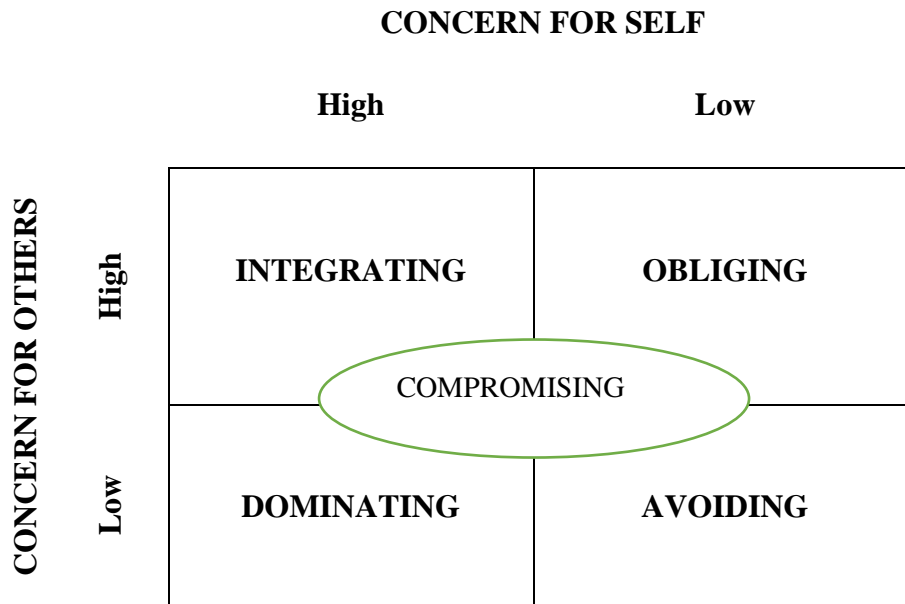 CONCERN FOR SELF
High Low
CONCERN FOR OTHERS
High
INTEGRATING OBLIGING
COMPROMISING
Low
DOMINATING AVOIDING